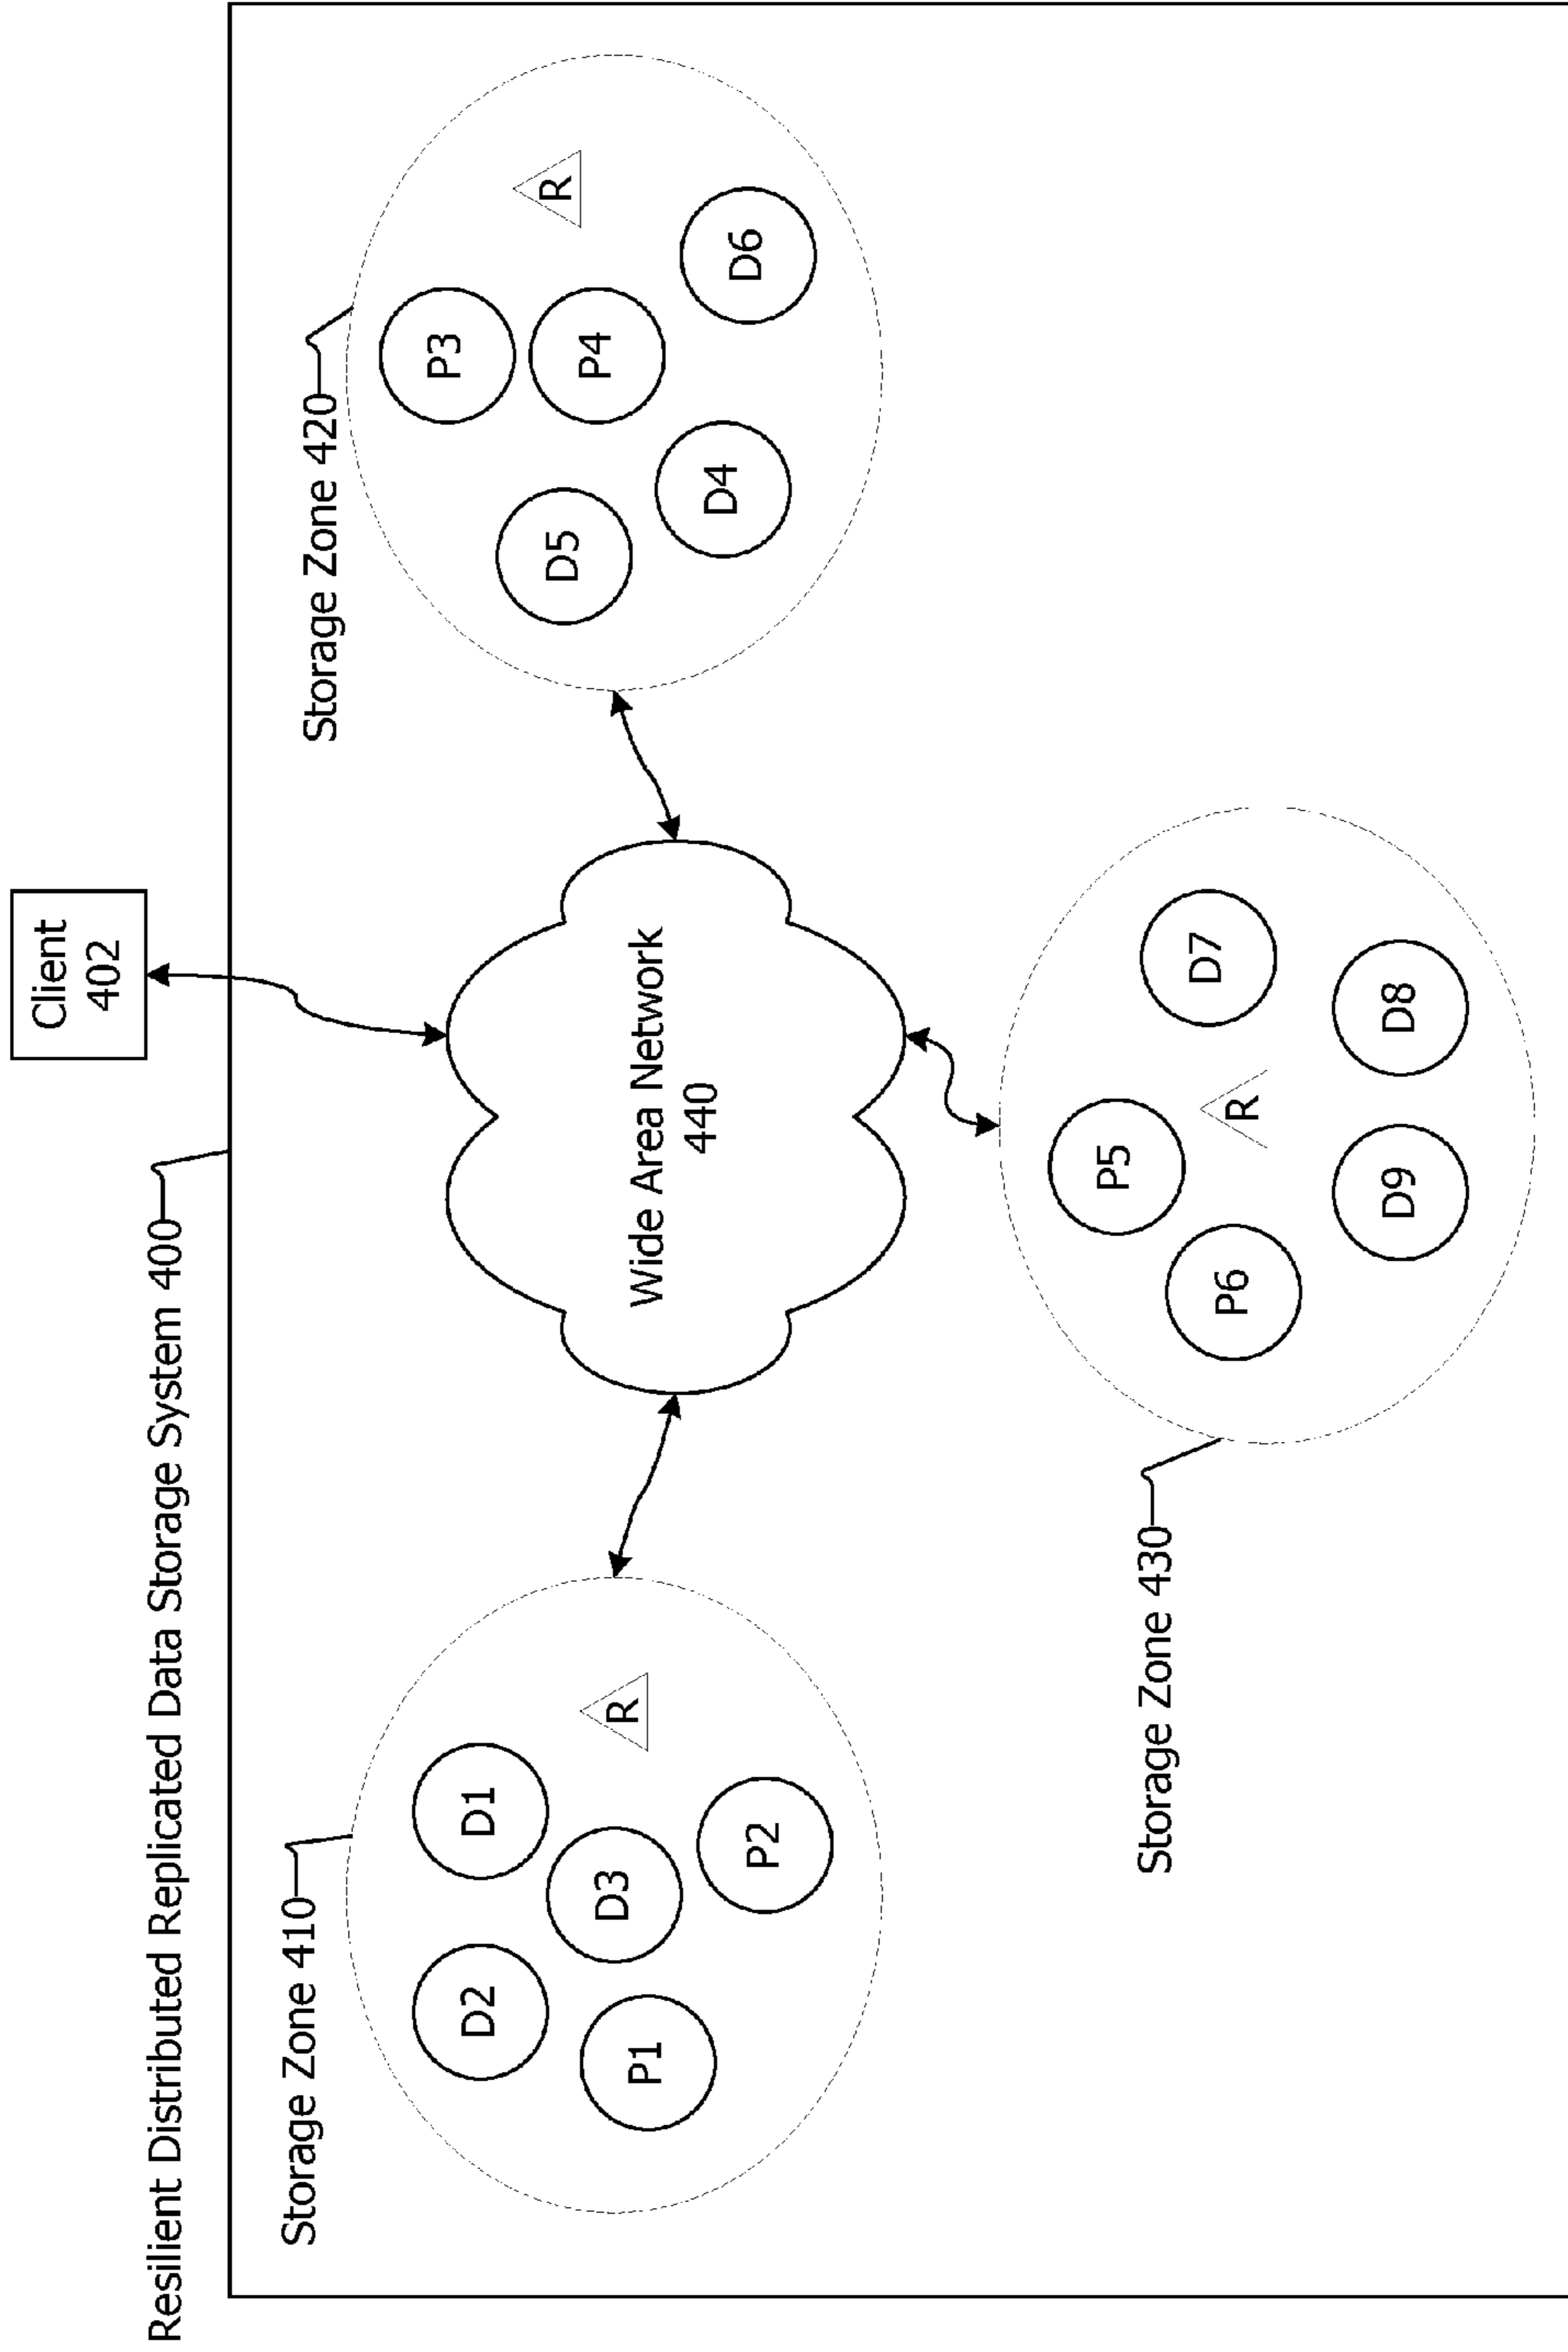 Resilient Distributed Replicated Data Storage System 400
Client
402
Storage Zone 410
D2
D1
D3
P1
P2
R
Wide Area Network
440
Storage Zone 420
P3
P4
D5
D4
D6
R
Storage Zone 430
P5
P6
D7
R
D9
D8